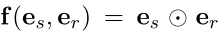 f(e_s, e_r) = e_s ⊙ e_r